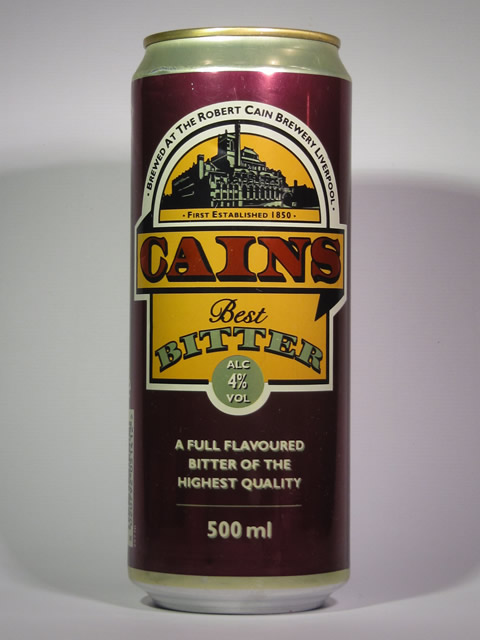 · BREWED AT THE ROBERT CAIN BREWERY LIVERPOOL ·
· FIRST ESTABLISHED 1850 ·
CAINS
Best
BITTER
ALC
4%
VOL
A FULL FLAVOURED
BITTER OF THE
HIGHEST QUALITY
500 ml